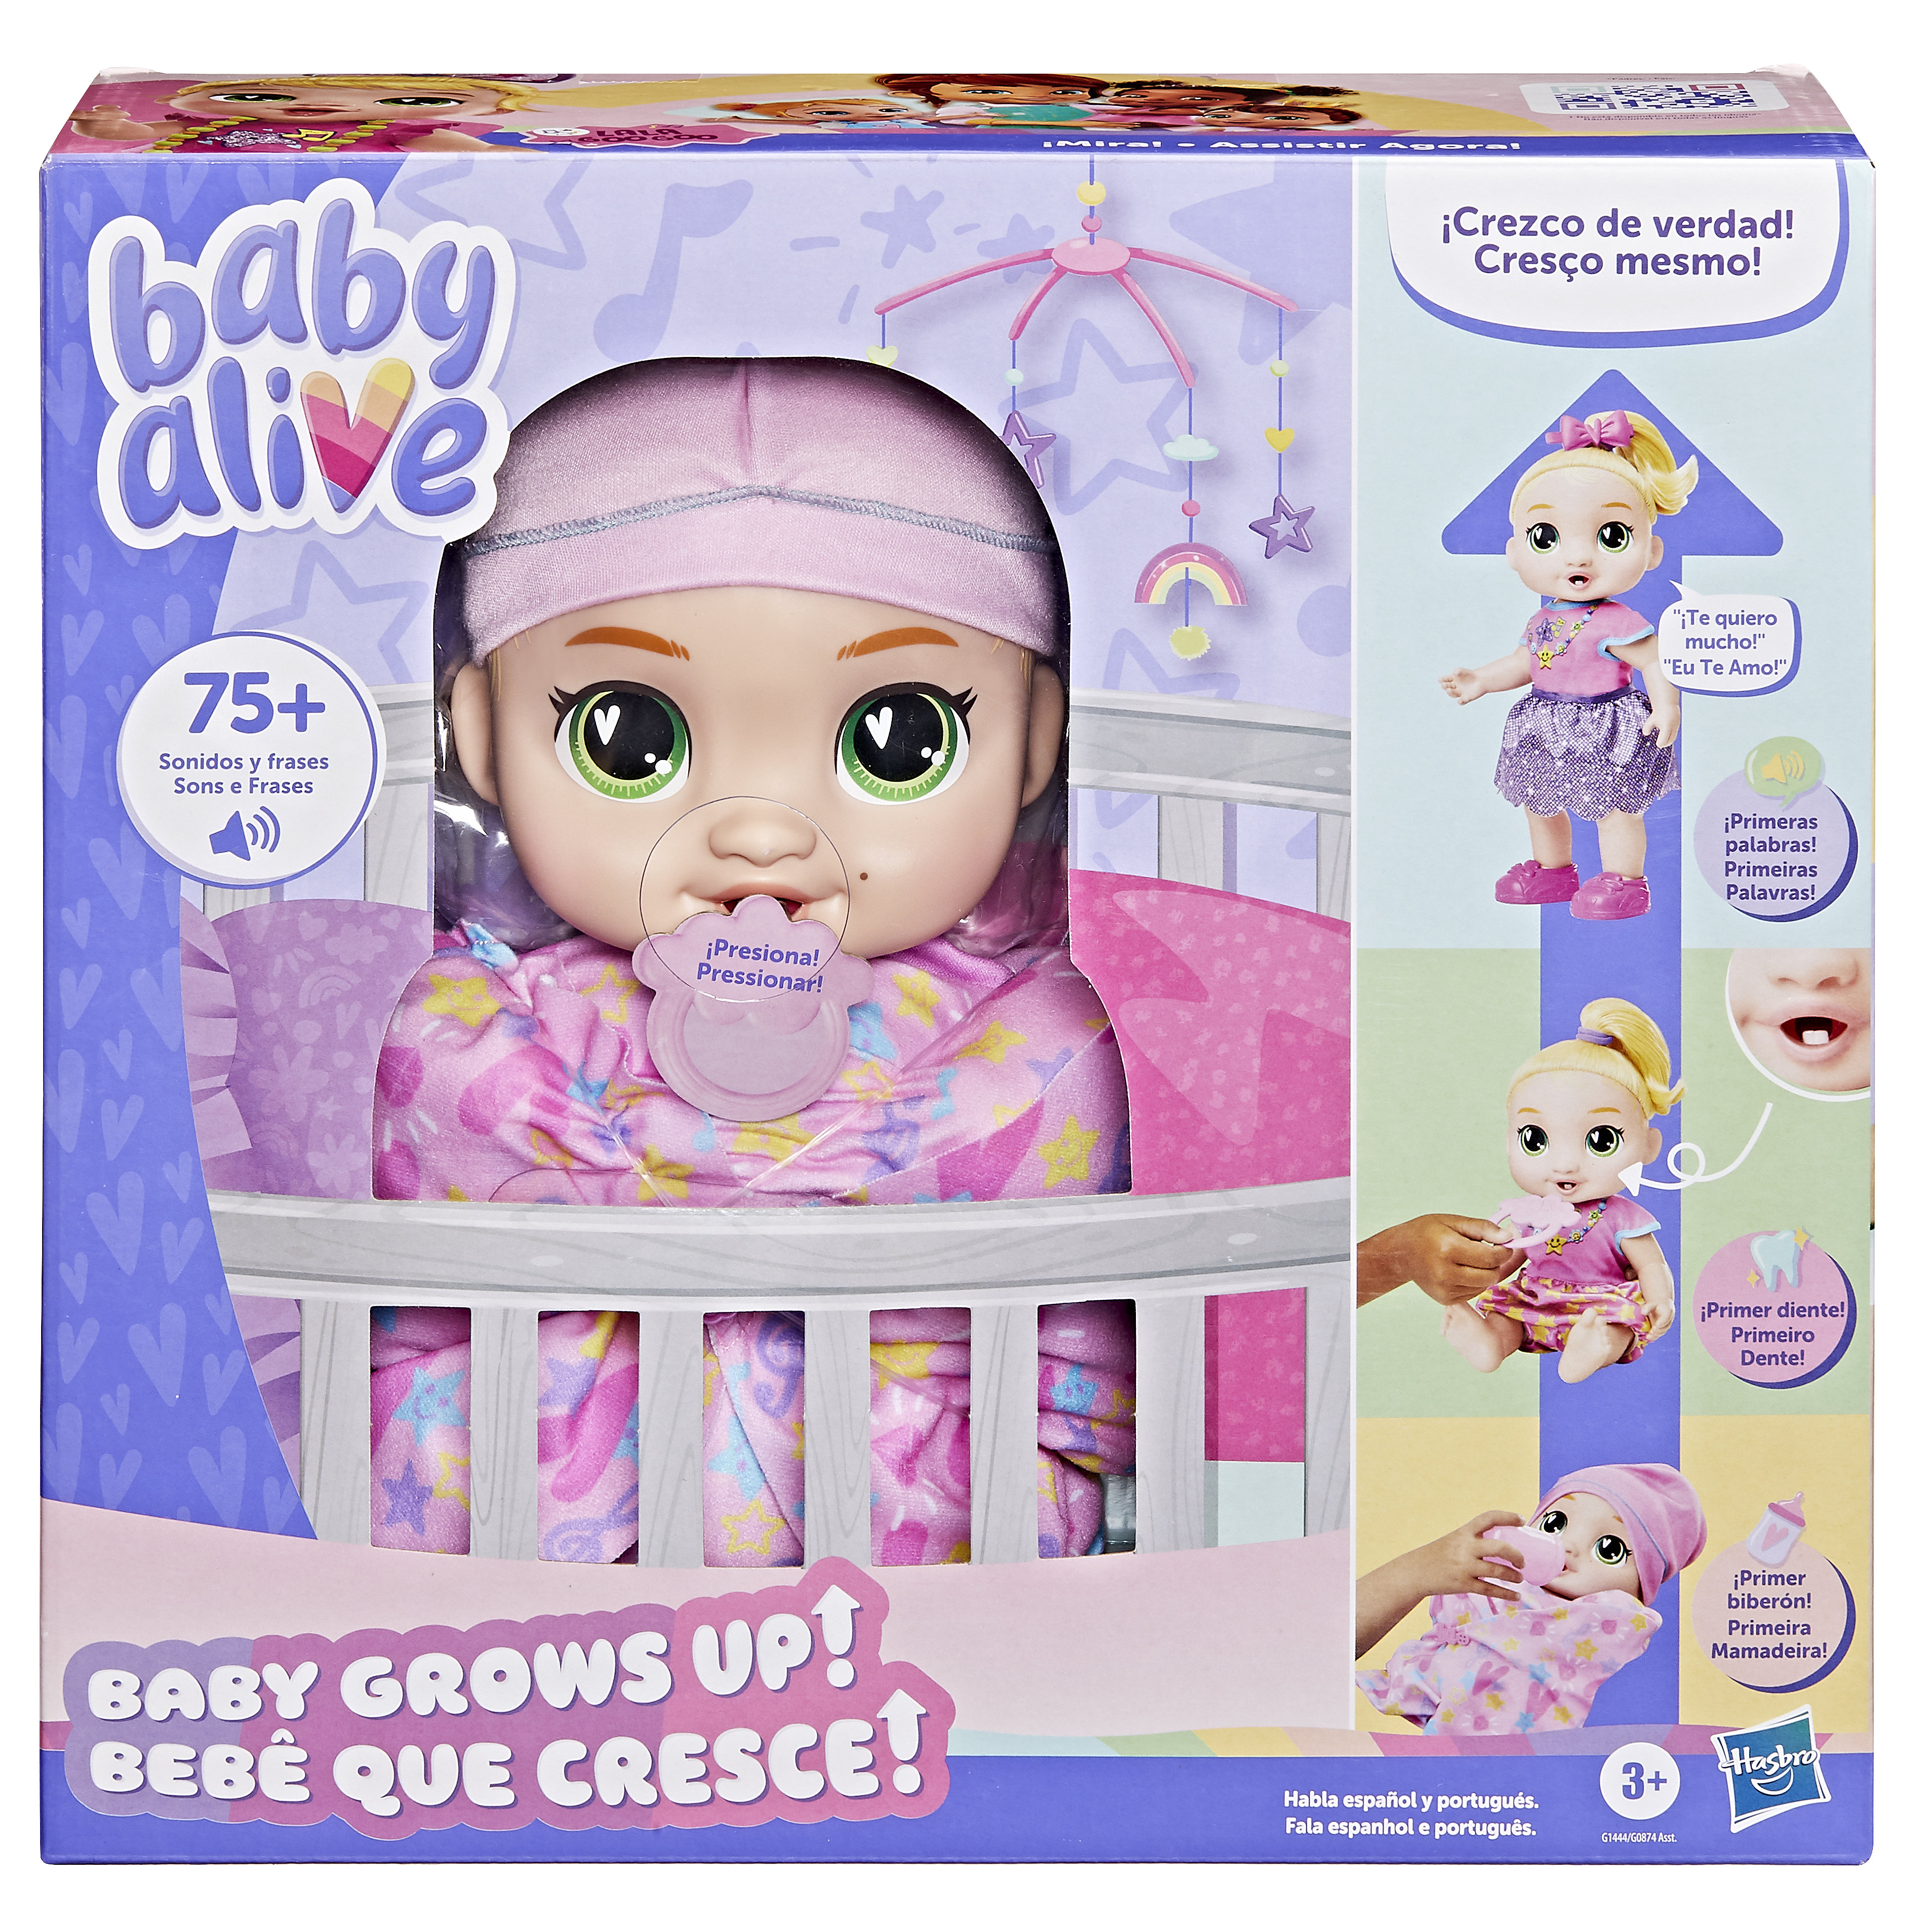 ¡Mira! • Assistir Agora!
baby
alive
¡Crezco de verdad!
Cresço mesmo!
75+
Sonidos y frases
Sons e Frases
"¡Te quiero
mucho!"
"Eu Te Amo!"
¡Primeras
palabras!
Primeiras
Palavras!
¡Presiona!
Pressionar!
¡Primer diente!
Primeiro
Dente!
¡Primer
biberón!
Primeira
Mamadeira!
BABY GROWS UP!
BEBÊ QUE CRESCE!
Habla español y portugués.
Fala espanhol e português.
3+
G1444/G0874 Asst.
Hasbro